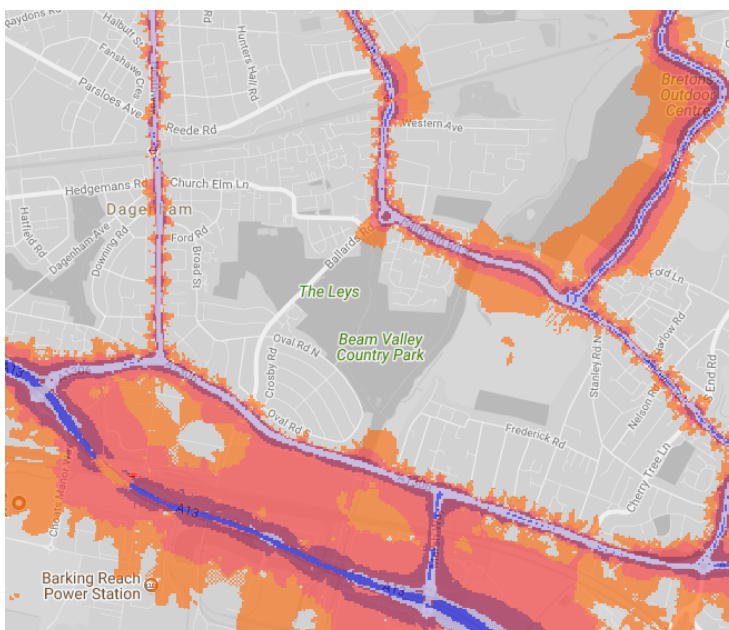 Raydons Rd
Halbutt St
Fanshawe Cres
Hunters Hall Rd
Parsloes Ave
Reede Rd
Western Ave
Bretons
Outdoor
Centre
Hedgemans Rd
Church Elm Ln
Dagenham
Hatfield Rd
Dagenham Ave
Downing Rd
Ford Rd
Broad St
Ballards Rd
Ford Ln
The Leys
Beam Valley
Country Park
Oval Rd N
Crosby Rd
Stanley Rd N
Nelson Rd
S End Rd
A13
Oval Rd S
Frederick Rd
Cherry Tree Ln
A13
Barking Reach
Power Station
A13